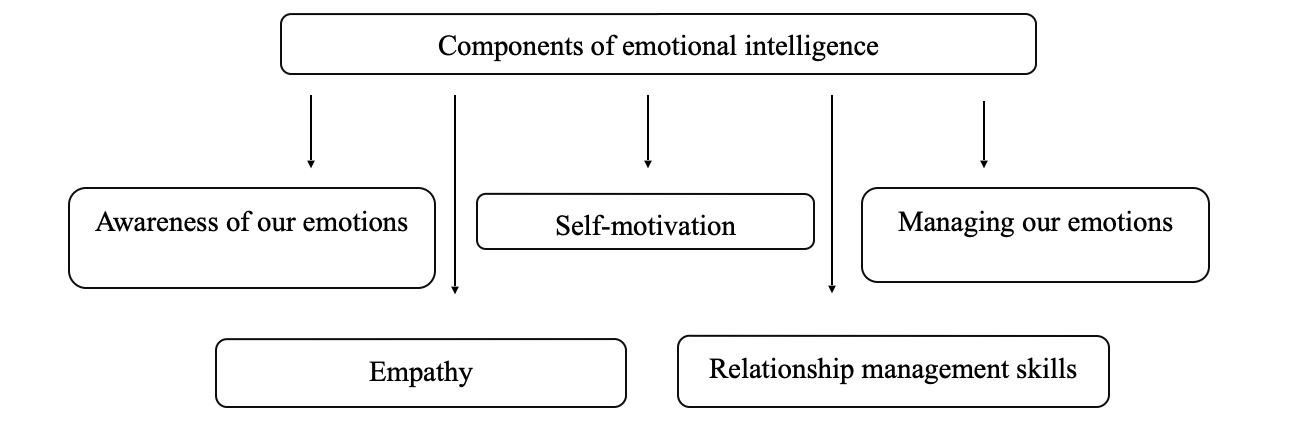 Components of emotional intelligence
Awareness of our emotions
Self-motivation
Managing our emotions
Empathy
Relationship management skills